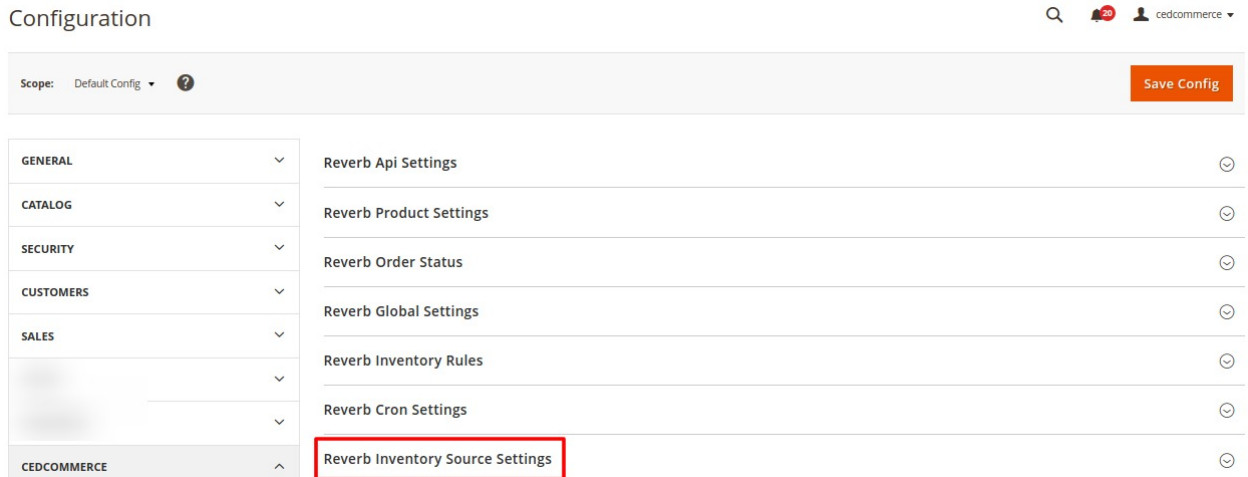 Configuration
20
cedcommerce
Scope: Default Config ?
Save Config
GENERAL
CATALOG
SECURITY
CUSTOMERS
SALES
CEDCOMMERCE
Reverb Api Settings
Reverb Product Settings
Reverb Order Status
Reverb Global Settings
Reverb Inventory Rules
Reverb Cron Settings
Reverb Inventory Source Settings